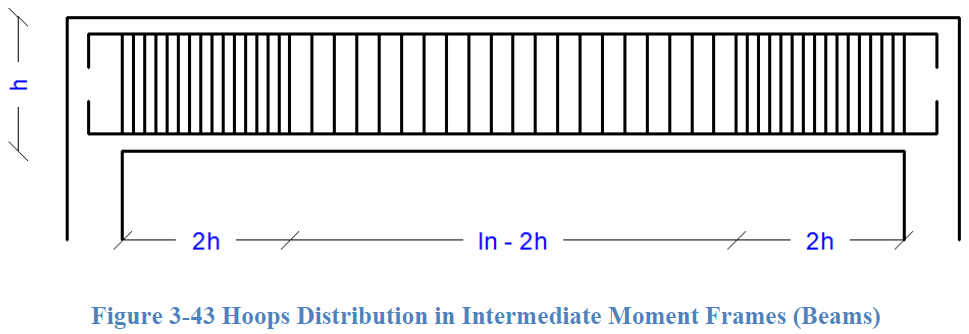 h
2h
ln - 2h
2h
Figure 3-43 Hoops Distribution in Intermediate Moment Frames (Beams)